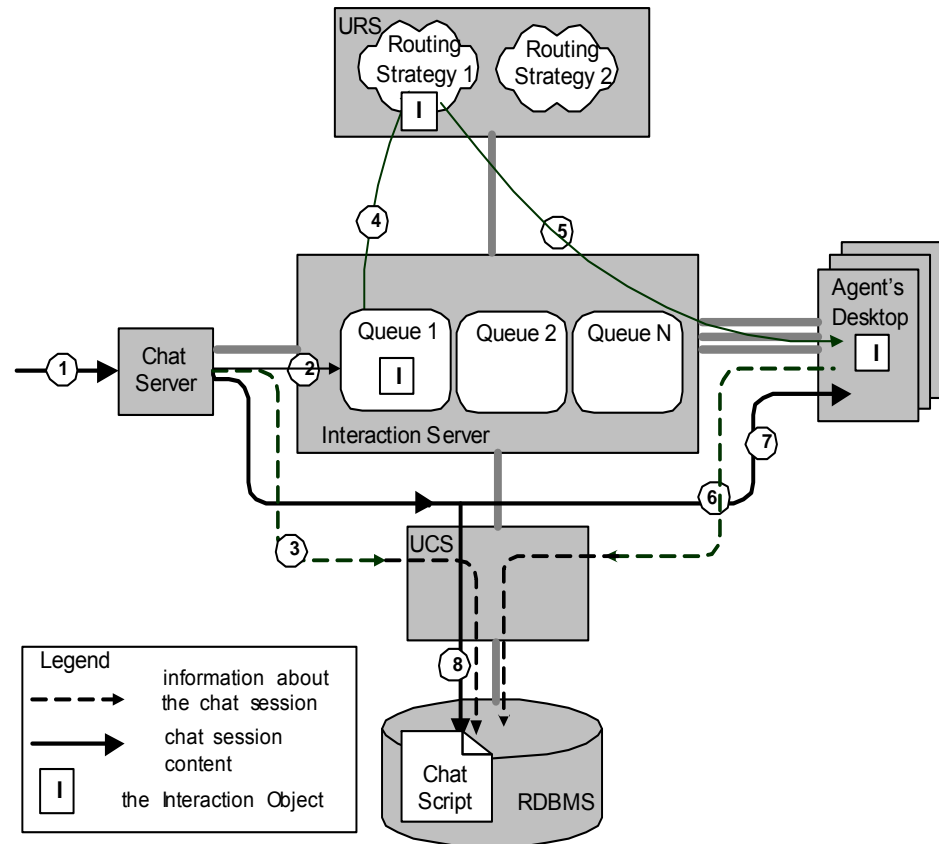 URS
Routing
Strategy 1
Routing
Strategy 2
I
4
5
Agent's
Desktop
I
Queue 1
Queue 2
Queue N
I
Interaction Server
1
Chat
Server
2
7
6
3
UCS
8
Chat
Script
RDBMS
Legend
information about
the chat session
chat session
content
I
the Interaction Object